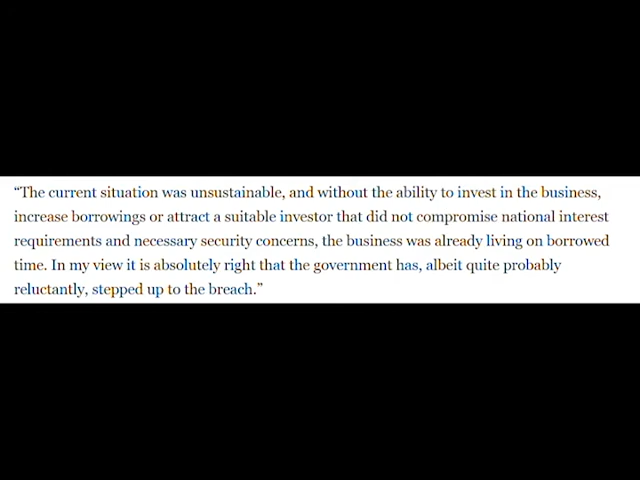 “The current situation was unsustainable, and without the ability to invest in the business,
increase borrowings or attract a suitable investor that did not compromise national interest
requirements and necessary security concerns, the business was already living on borrowed
time. In my view it is absolutely right that the government has, albeit quite probably
reluctantly, stepped up to the breach.”